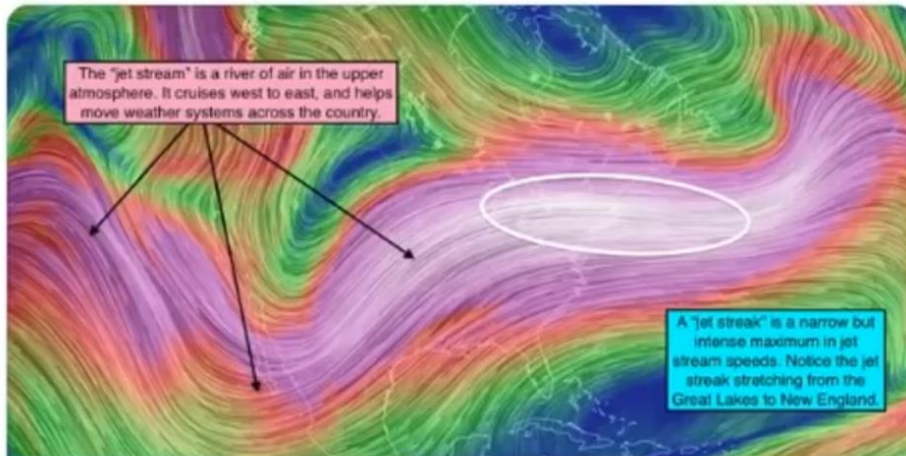 The "jet stream" is a river of air in the upper
atmosphere. It cruises west to east, and helps
move weather systems across the country.
A "jet streak" is a narrow but
intense maximum in jet
stream speeds. Notice the jet
streak stretching from the
Great Lakes to New England.